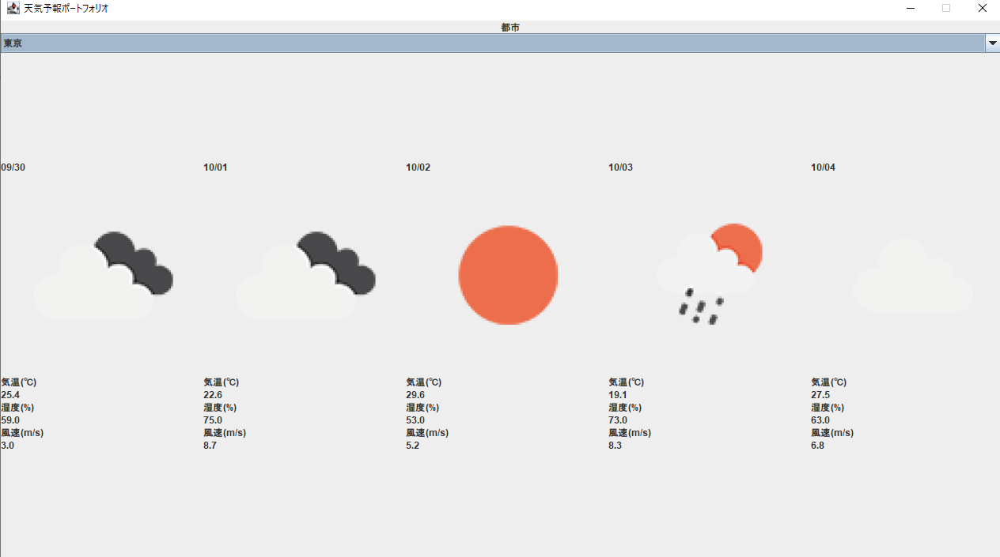 天気予報ポートフォリオ
都市
東京
09/30
10/01
10/02
10/03
10/04
気温(℃)
25.4
湿度(%)
59.0
風速(m/s)
3.0
気温(℃)
22.6
湿度(%)
75.0
風速(m/s)
8.7
気温(℃)
29.6
湿度(%)
53.0
風速(m/s)
5.2
気温(℃)
19.1
湿度(%)
73.0
風速(m/s)
8.3
気温(℃)
27.5
湿度(%)
63.0
風速(m/s)
6.8